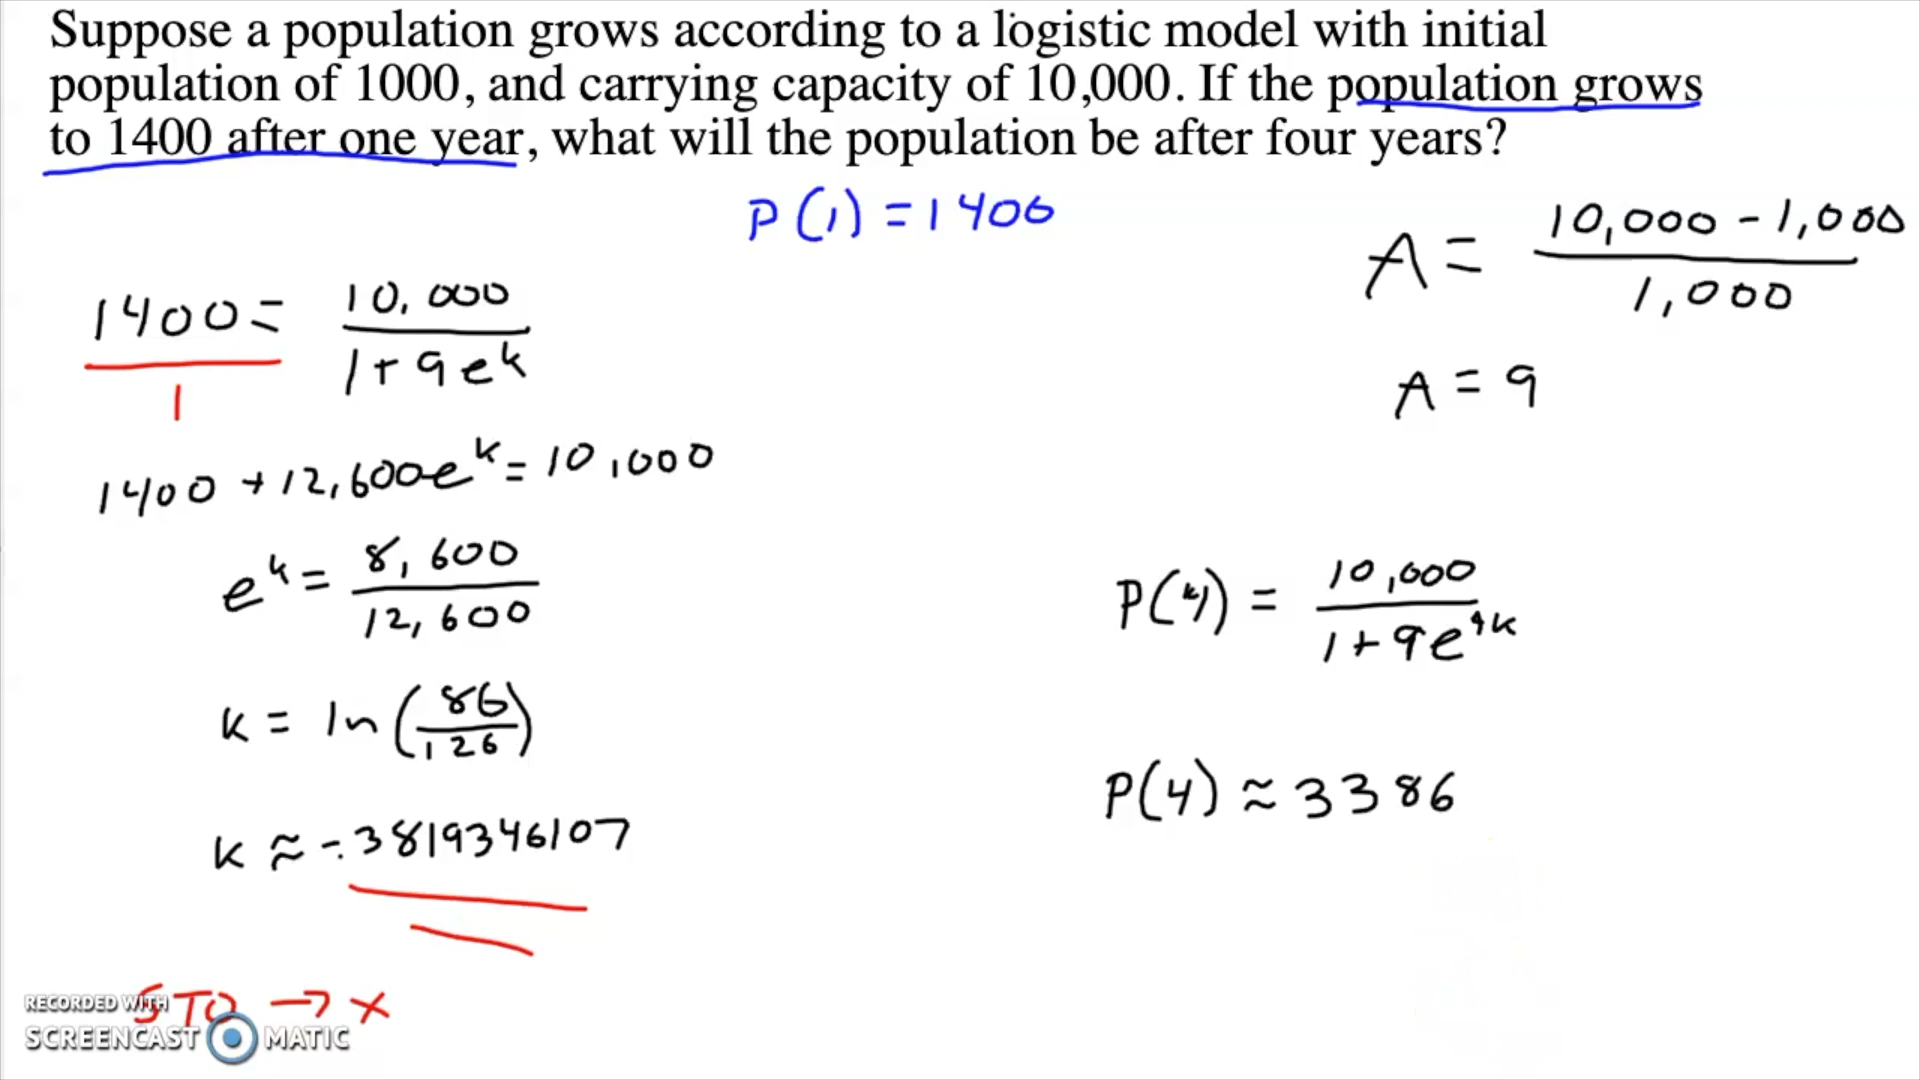 Suppose a population grows according to a logistic model with initial
population of 1000, and carrying capacity of 10,000. If the population grows
to 1400 after one year, what will the population be after four years?
P(1) = 1400
A = (10,000 - 1,000)/1,000
A = 9
1400/1 = 10,000/(1 + 9e^k)
1400 + 12,600e^k = 10,000
e^k = 8,600/12,600
k = ln(86/126)
k ≈ -.3819346107
P(4) = 10,000/(1 + 9e^4k)
P(4) ≈ 3386
STO → x
RECORDED WITH
SCREENCAST MATIC